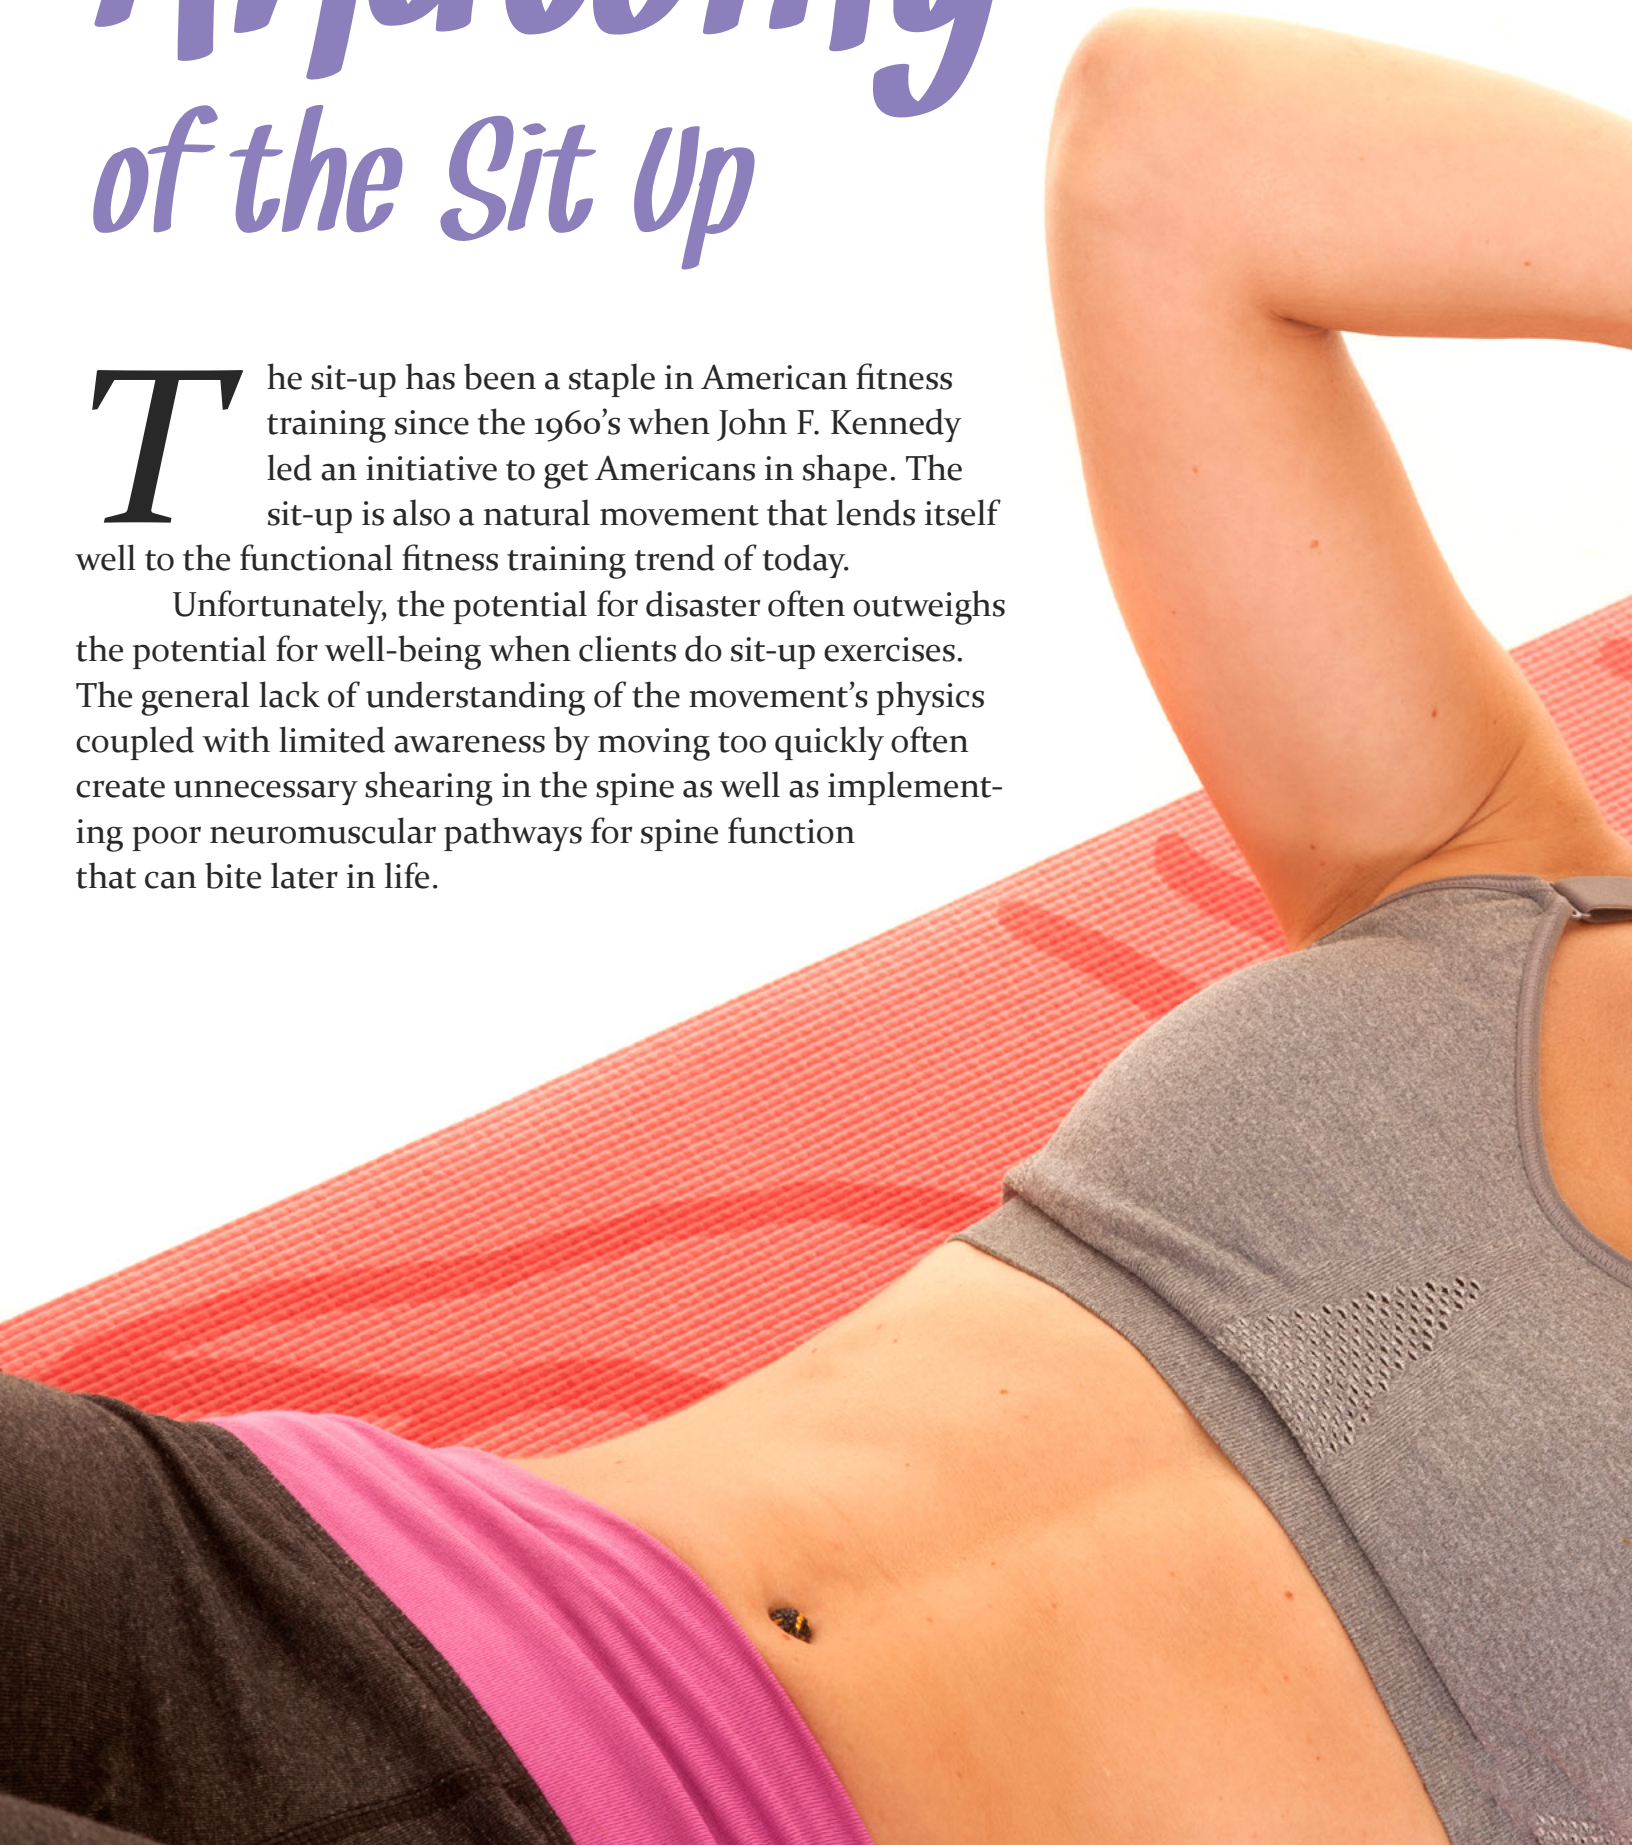 Anatomy
of the Sit Up
The sit-up has been a staple in American fitness
training since the 1960's when John F. Kennedy
led an initiative to get Americans in shape. The
sit-up is also a natural movement that lends itself
well to the functional fitness training trend of today.
Unfortunately, the potential for disaster often outweighs
the potential for well-being when clients do sit-up exercises.
The general lack of understanding of the movement's physics
coupled with limited awareness by moving too quickly often
create unnecessary shearing in the spine as well as implement-
ing poor neuromuscular pathways for spine function
that can bite later in life.